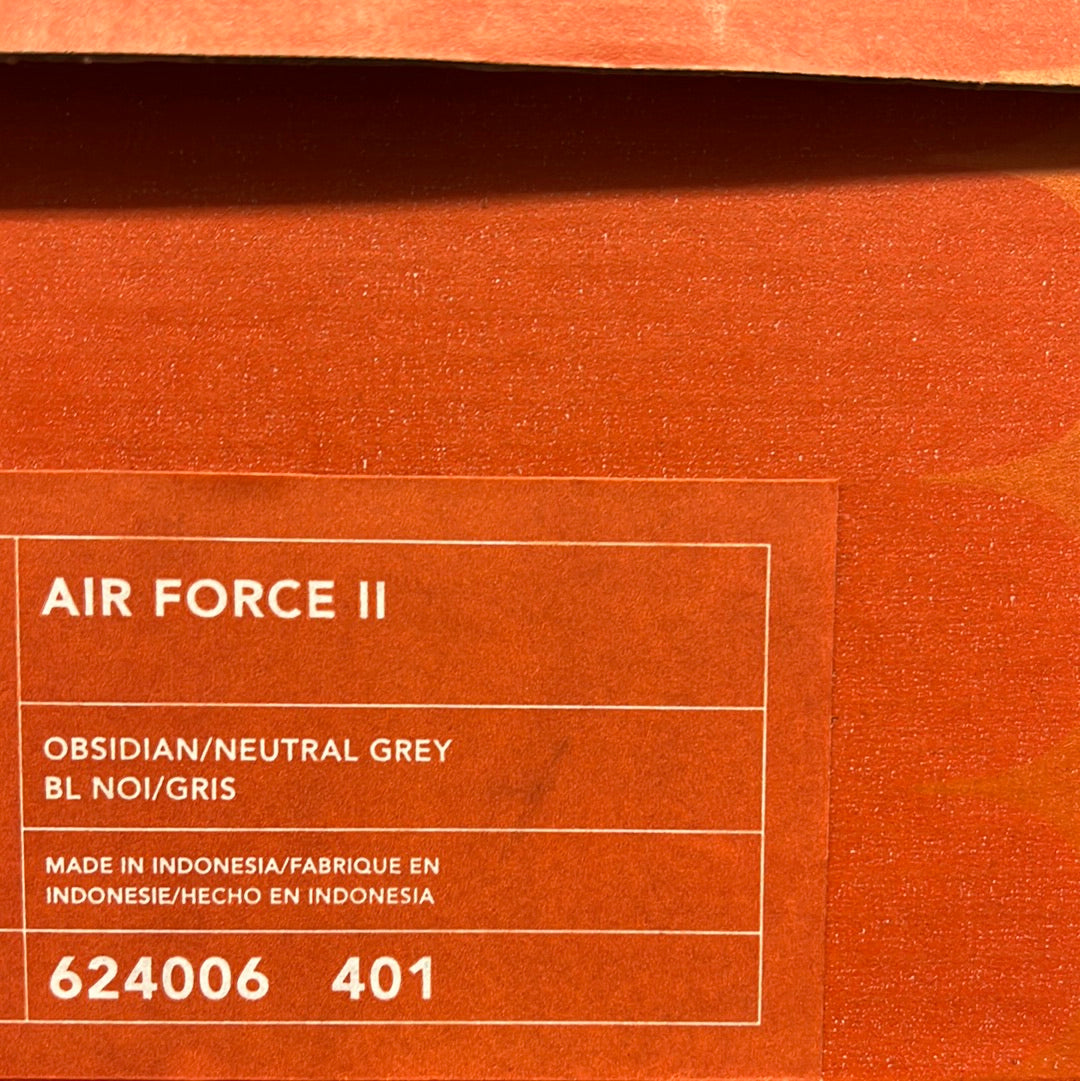 AIR FORCE II
OBSIDIAN/NEUTRAL GREY
BL NOI/GRIS
MADE IN INDONESIA/FABRIQUE EN
INDONESIE/HECHO EN INDONESIA
624006 401